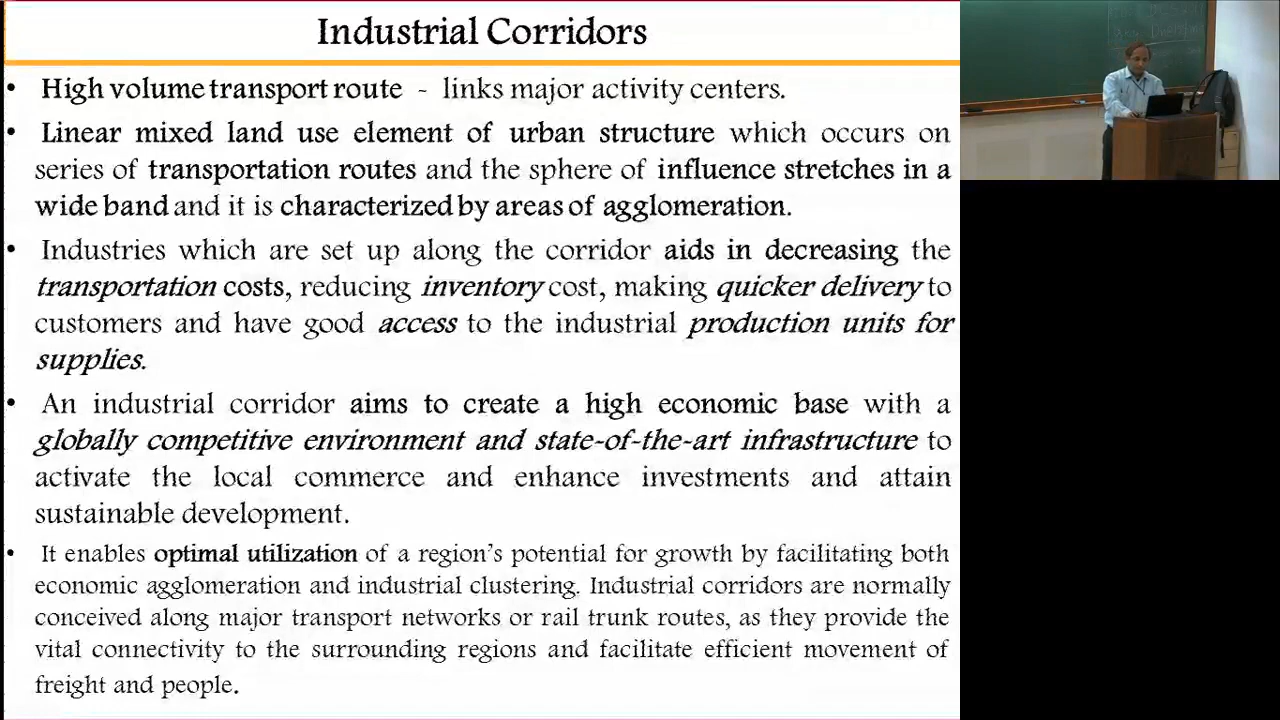 Industrial Corridors
• High volume transport route - links major activity centers.
• Linear mixed land use element of urban structure which occurs on
series of transportation routes and the sphere of influence stretches in a
wide band and it is characterized by areas of agglomeration.
• Industries which are set up along the corridor aids in decreasing the
transportation costs, reducing inventory cost, making quicker delivery to
customers and have good access to the industrial production units for
supplies.
• An industrial corridor aims to create a high economic base with a
globally competitive environment and state-of-the-art infrastructure to
activate the local commerce and enhance investments and attain
sustainable development.
• It enables optimal utilization of a region's potential for growth by facilitating both
economic agglomeration and industrial clustering. Industrial corridors are normally
conceived along major transport networks or rail trunk routes, as they provide the
vital connectivity to the surrounding regions and facilitate efficient movement of
freight and people.